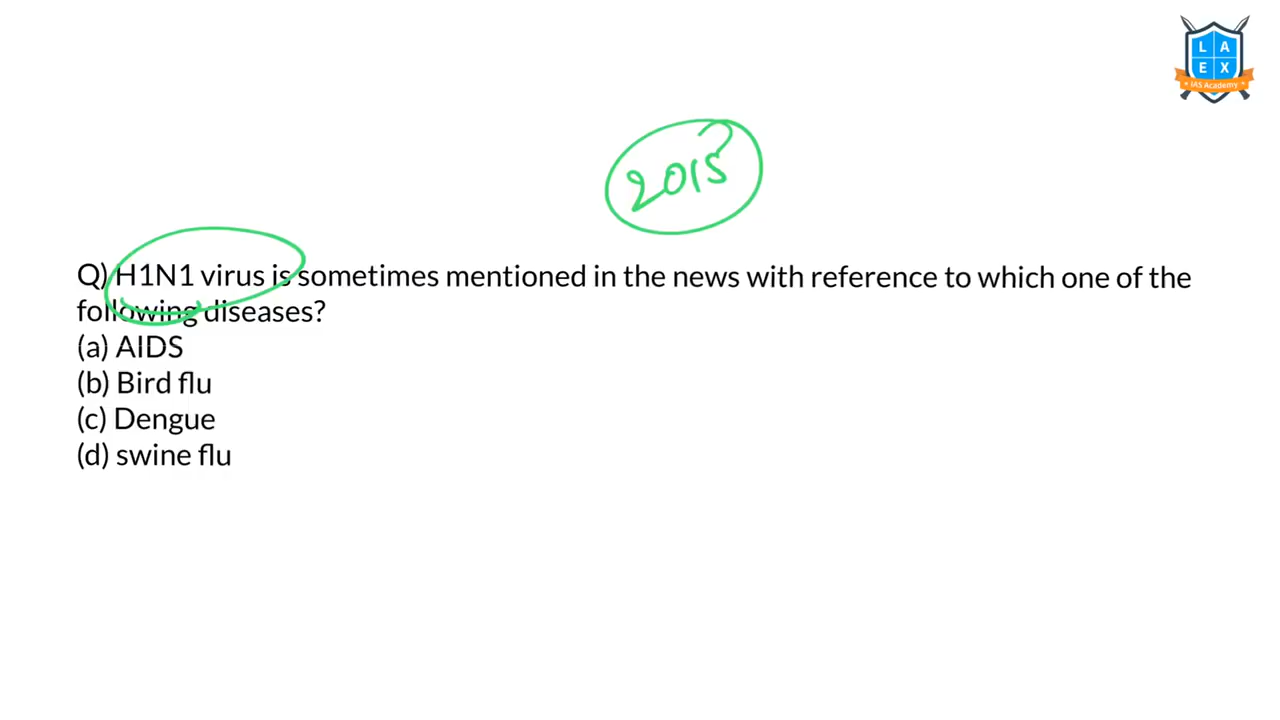 L A
E X
IAS Academy
2015
Q) H1N1 virus is sometimes mentioned in the news with reference to which one of the
following diseases?
(a) AIDS
(b) Bird flu
(c) Dengue
(d) swine flu